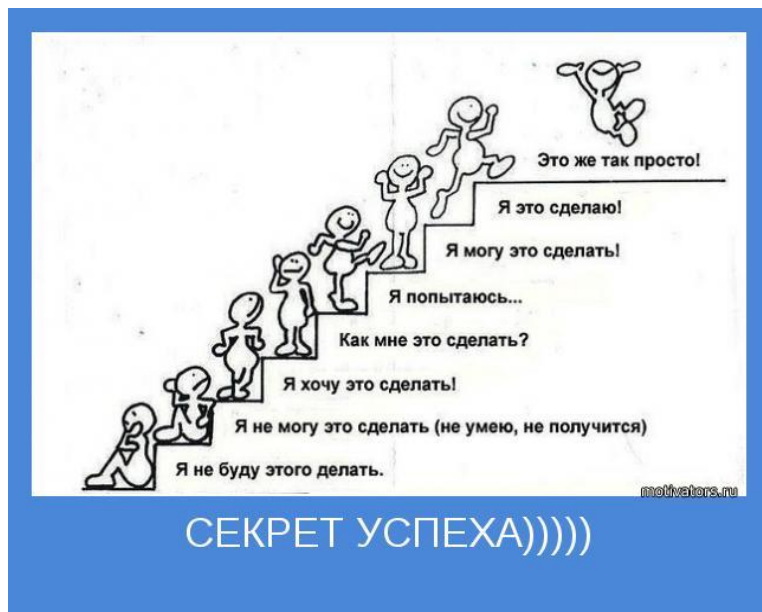 Это же так просто!
Я это сделаю!
Я могу это сделать!
Я попытаюсь...
Как мне это сделать?
Я хочу это сделать!
Я не могу это сделать (не умею, не получится)
Я не буду этого делать.
motivators.ru
СЕКРЕТ УСПЕХА)))))